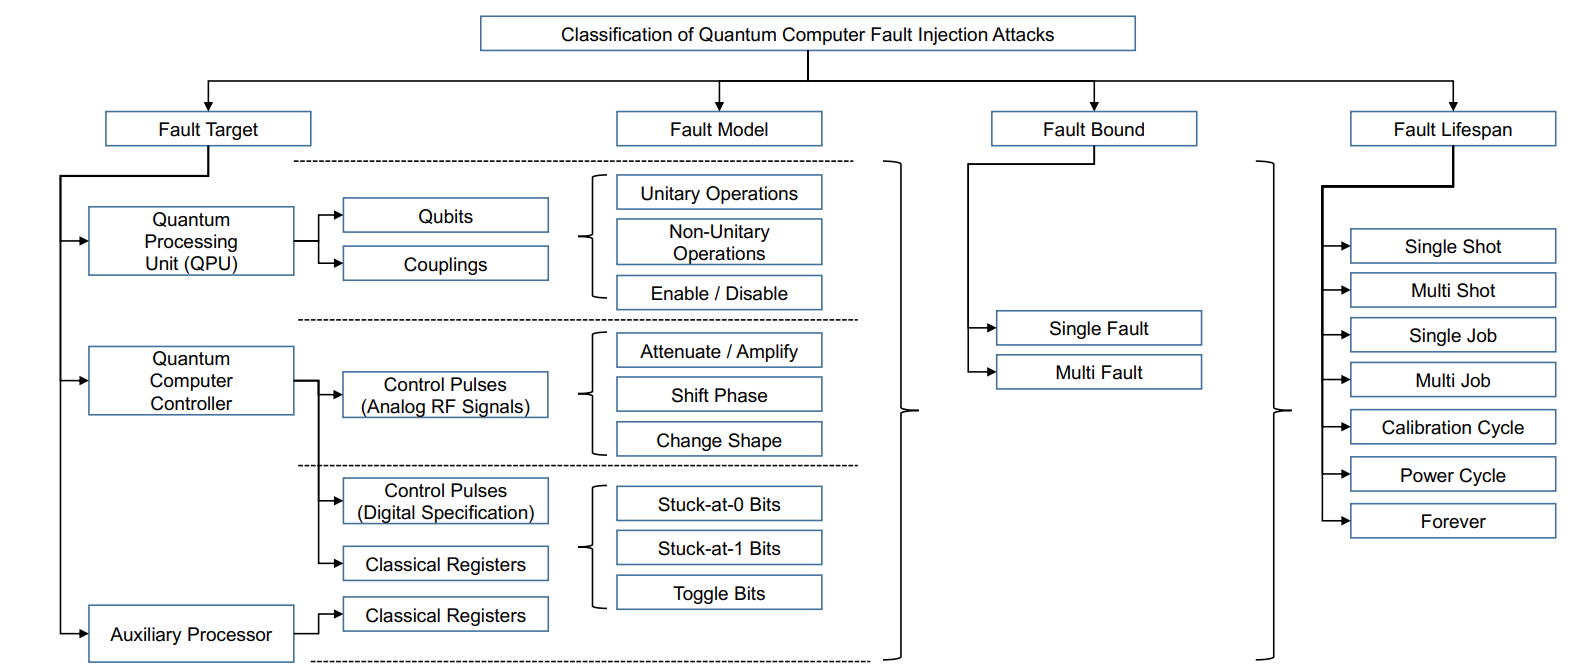 Classification of Quantum Computer Fault Injection Attacks
Fault Target
Fault Model
Fault Bound
Fault Lifespan
Quantum
Processing
Unit (QPU)
Qubits
Couplings
Unitary Operations
Non-Unitary
Operations
Enable / Disable
Quantum
Computer
Controller
Control Pulses
(Analog RF Signals)
Attenuate / Amplify
Shift Phase
Change Shape
Control Pulses
(Digital Specification)
Classical Registers
Stuck-at-0 Bits
Stuck-at-1 Bits
Toggle Bits
Auxiliary Processor
Classical Registers
Single Fault
Multi Fault
Single Shot
Multi Shot
Single Job
Multi Job
Calibration Cycle
Power Cycle
Forever